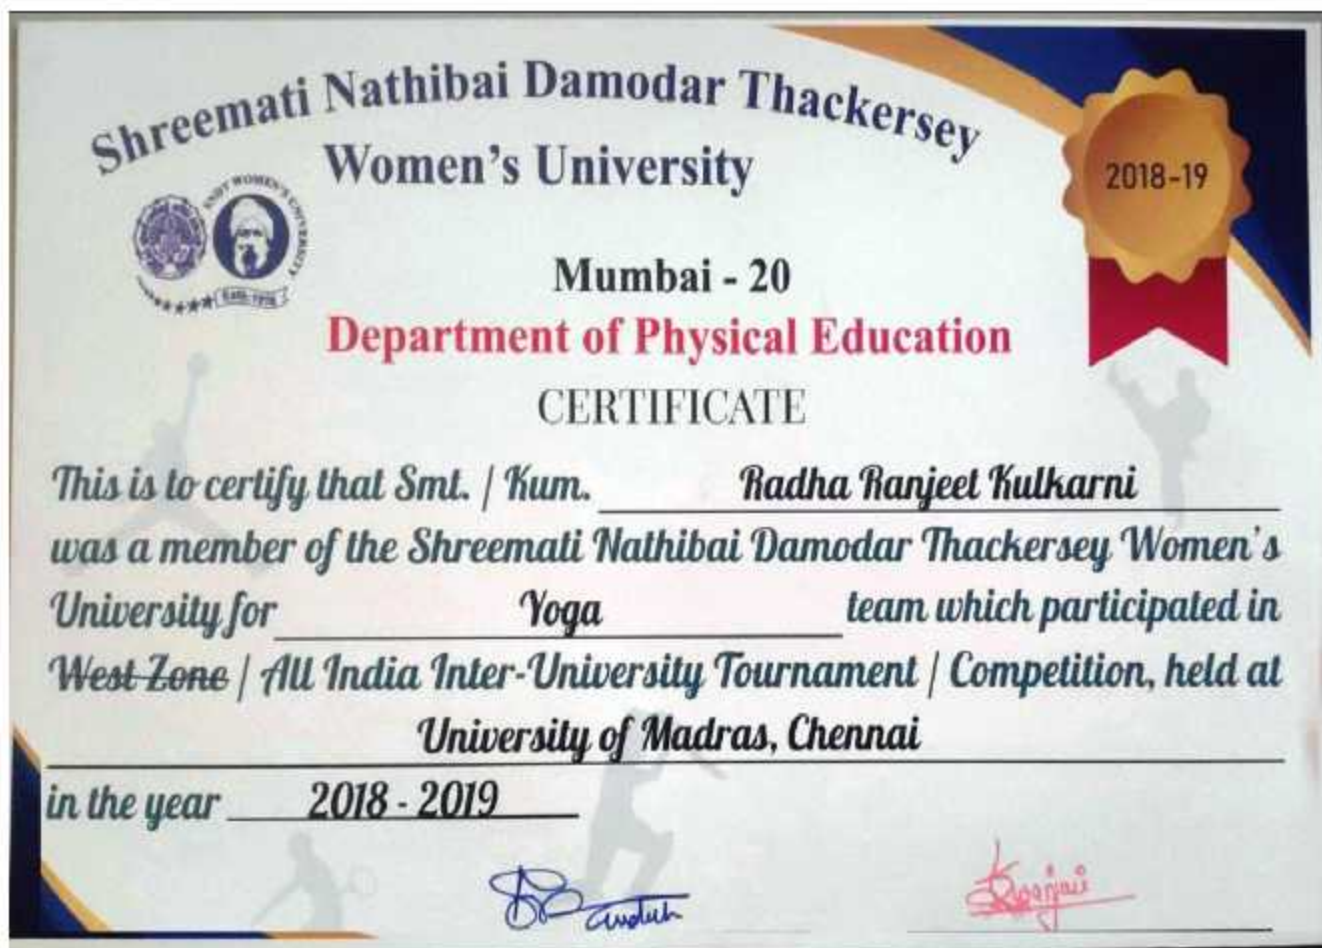 Shreemati Nathibai Damodar Thackersey
Women's University
2018-19
SNDT WOMEN'S UNIVERSITY
Mumbai - 20
Department of Physical Education
CERTIFICATE
This is to certify that Smt. / Kum. Radha Ranjeet Kulkarni
was a member of the Shreemati Nathibai Damodar Thackersey Women's
University for Yoga team which participated in
West Zone / All India Inter-University Tournament / Competition, held at
University of Madras, Chennai
in the year 2018 - 2019